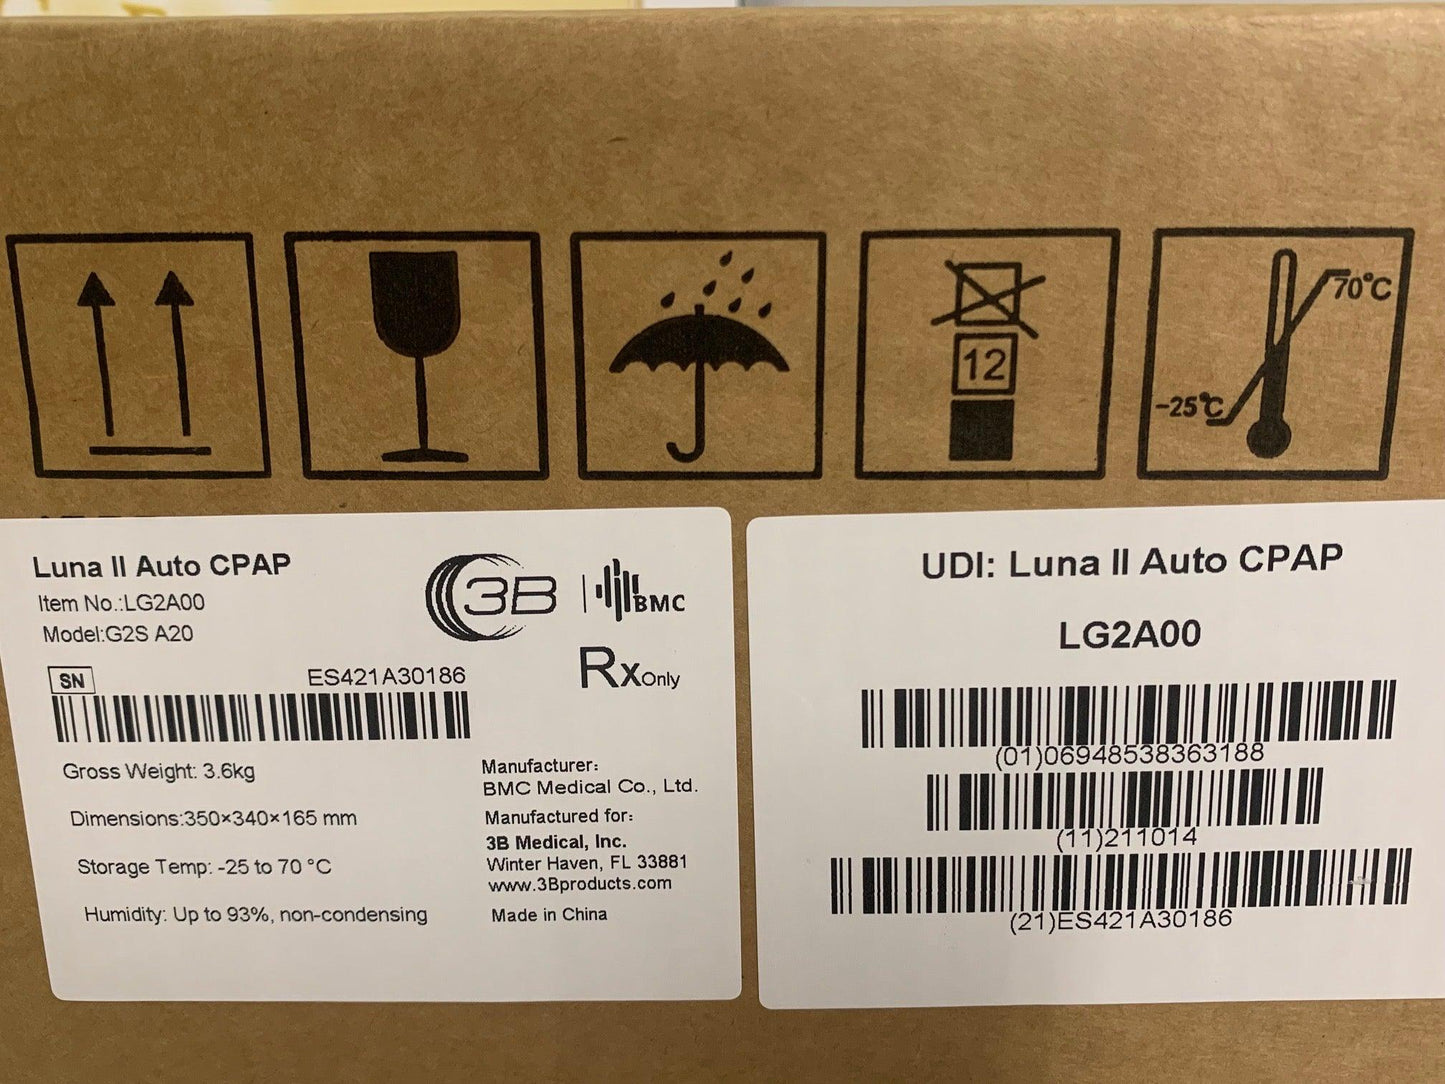 12
70°C
-25°C
Luna II Auto CPAP
Item No.:LG2A00
Model:G2S A20
3B
BMC
SN
ES421A30186
Rx Only
Gross Weight: 3.6kg
Dimensions:350×340×165 mm
Storage Temp: -25 to 70 °C
Humidity: Up to 93%, non-condensing
Manufacturer:
BMC Medical Co., Ltd.
Manufactured for:
3B Medical, Inc.
Winter Haven, FL 33881
www.3Bproducts.com
Made in China
UDI: Luna II Auto CPAP
LG2A00
(01)06948538363188
(11)211014
(21)ES421A30186